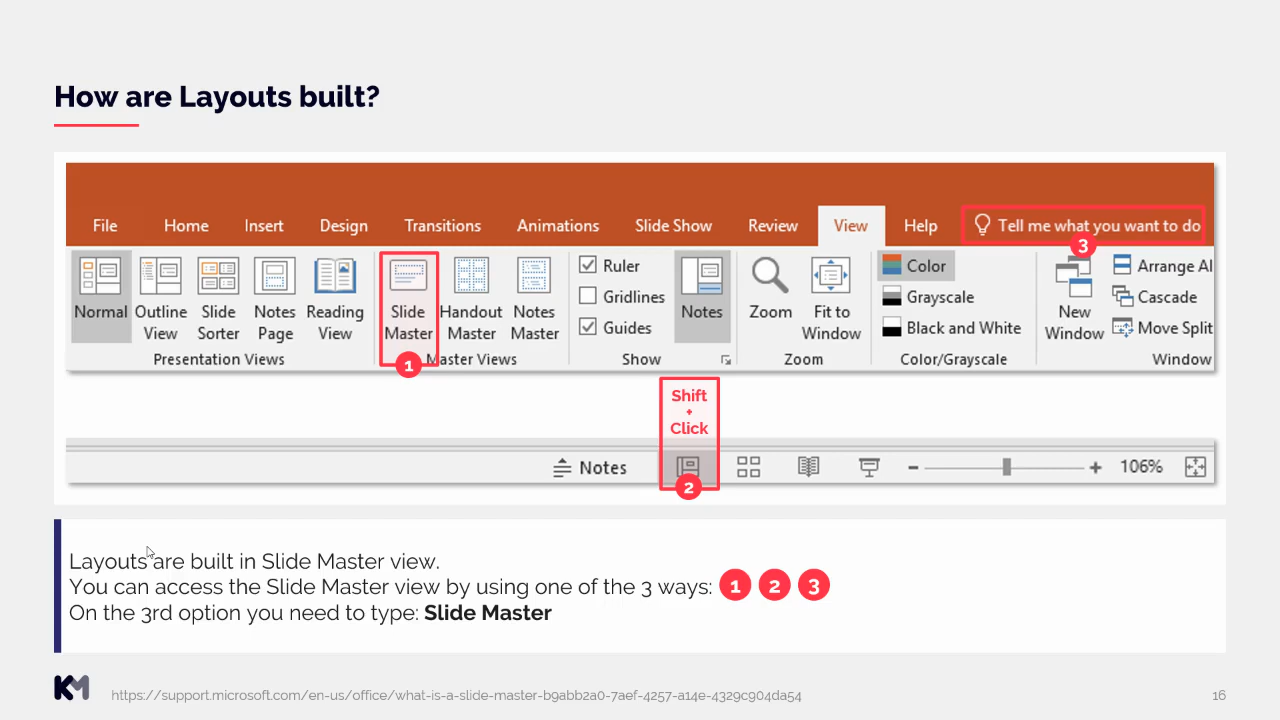 How are Layouts built?
File Home Insert Design Transitions Animations Slide Show Review View Help Tell me what you want to do
3
Normal Outline View Slide Sorter Notes Page Reading View
Presentation Views
Slide Master Handout Master Notes Master
1 Master Views
Ruler
Gridlines
Guides
Notes
Show
Zoom Fit to Window
Zoom
Color
Grayscale
Black and White
Color/Grayscale
New Window
Arrange Al
Cascade
Move Split
Window
Shift
+
Click
Notes 106%
2
Layouts are built in Slide Master view.
You can access the Slide Master view by using one of the 3 ways: 1 2 3
On the 3rd option you need to type: Slide Master
KM https://support.microsoft.com/en-us/office/what-is-a-slide-master-b9abb2a0-7aef-4257-a14e-4329c904da54 16